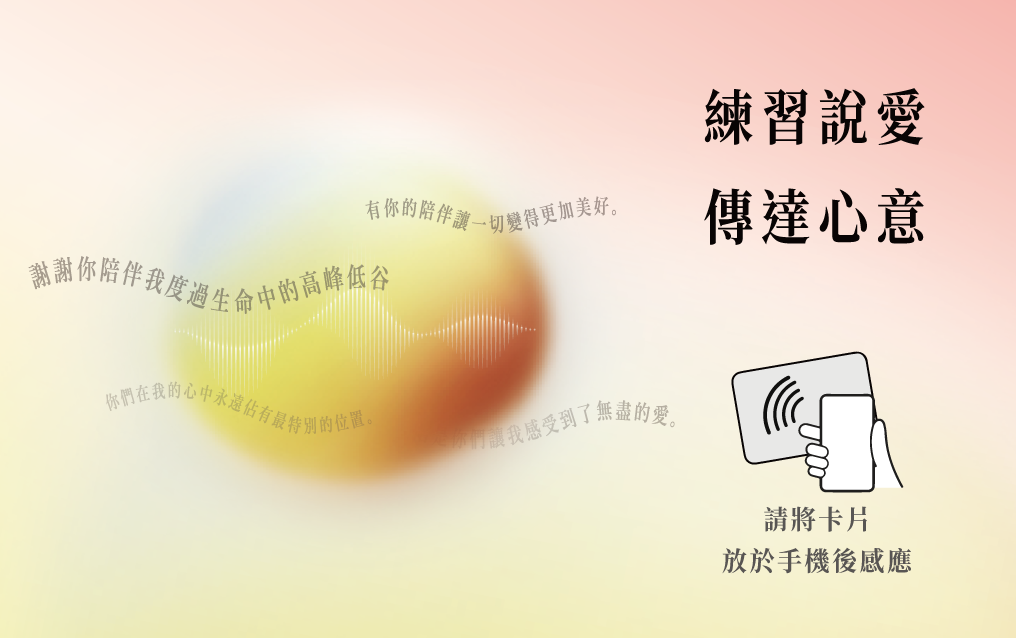 練習說愛
傳達心意
有你的陪伴讓一切變得更加美好。
謝謝你陪伴我度過生命中的高峰低谷
你們在我的心中永遠佔有最特別的位置。
你們讓我感受到了無盡的愛。
請將卡片
放於手機後感應